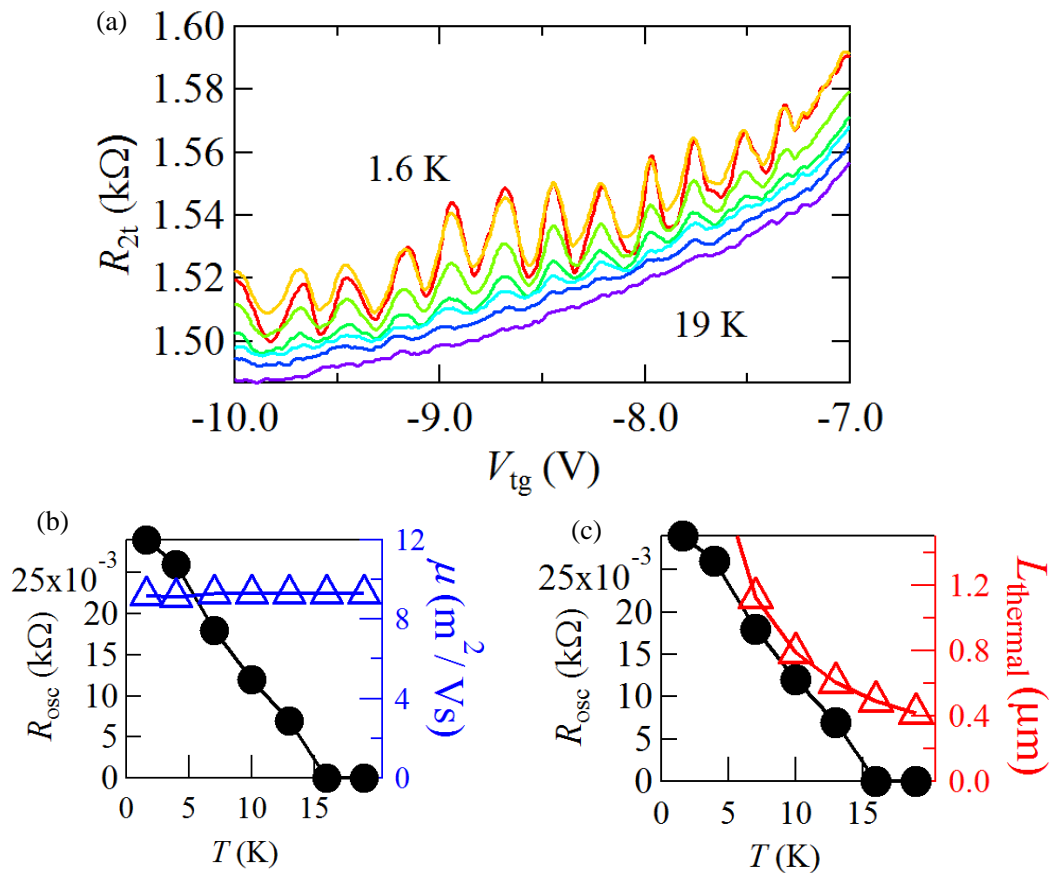 (a)
1.60
1.58
1.56
1.54
1.52
1.50
R2t (kΩ)
1.6 K
19 K
-10.0 -9.0 -8.0 -7.0
Vtg (V)
(b)
25x10-3
20
15
10
5
0
Rosc (kΩ)
12
8
4
0
μ (m2/Vs)
0 5 10 15
T (K)
(c)
25x10-3
20
15
10
5
0
Rosc (kΩ)
1.2
0.8
0.4
0.0
Lthermal (μm)
0 5 10 15
T (K)